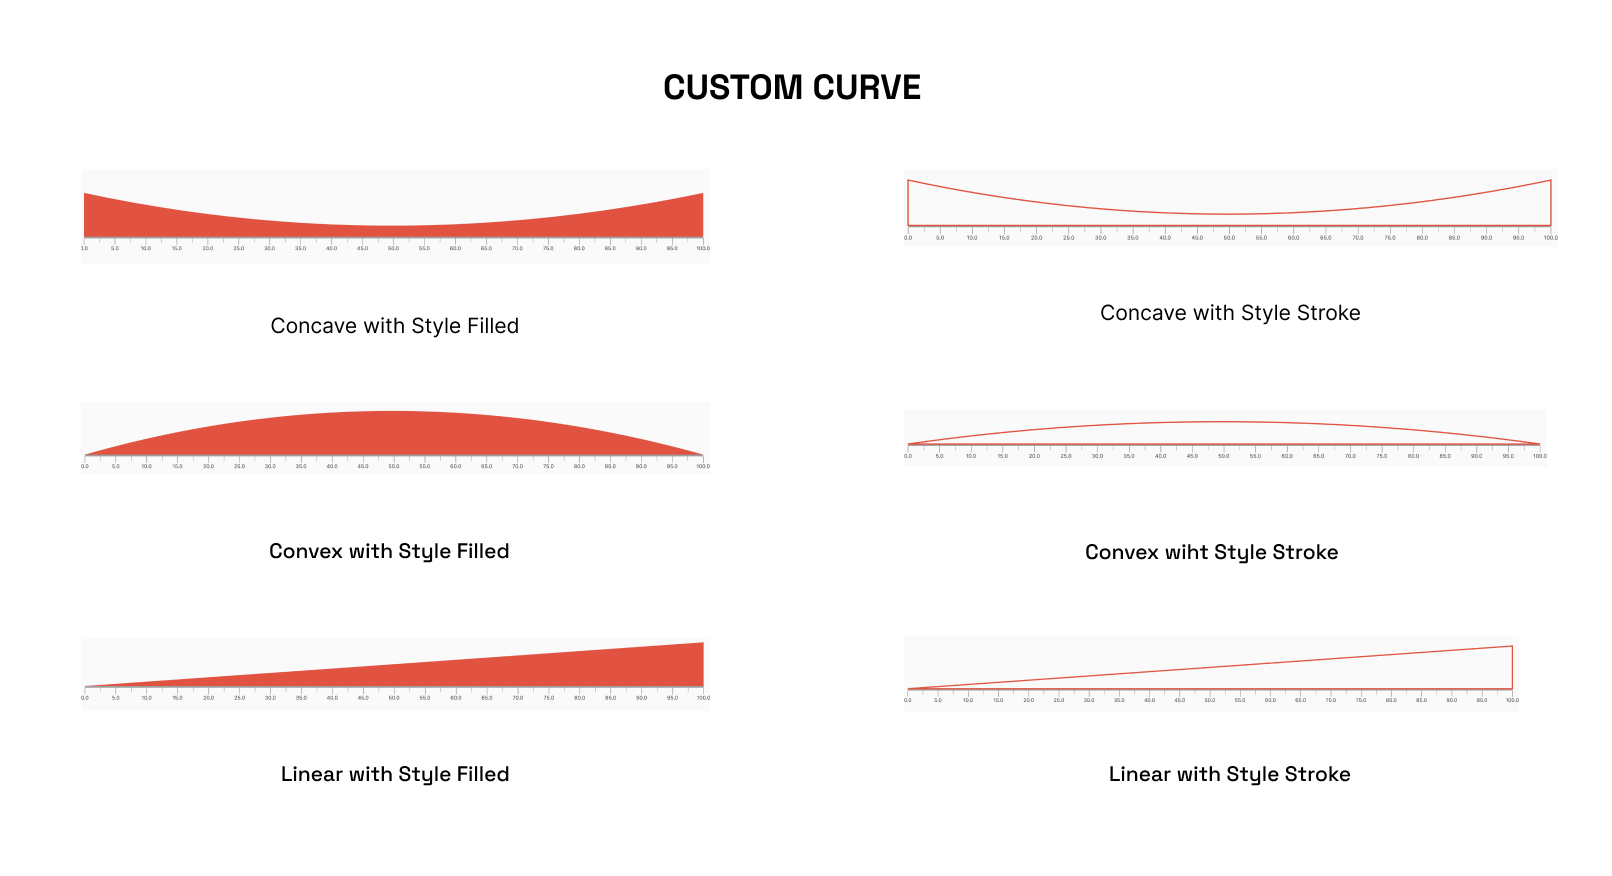 CUSTOM CURVE
0.0 5.0 10.0 15.0 20.0 25.0 30.0 35.0 40.0 45.0 50.0 55.0 60.0 65.0 70.0 75.0 80.0 85.0 90.0 95.0 100.0
Concave with Style Filled
0.0 5.0 10.0 15.0 20.0 25.0 30.0 35.0 40.0 45.0 50.0 55.0 60.0 65.0 70.0 75.0 80.0 85.0 90.0 95.0 100.0
Concave with Style Stroke
0.0 5.0 10.0 15.0 20.0 25.0 30.0 35.0 40.0 45.0 50.0 55.0 60.0 65.0 70.0 75.0 80.0 85.0 90.0 95.0 100.0
Convex with Style Filled
0.0 5.0 10.0 15.0 20.0 25.0 30.0 35.0 40.0 45.0 50.0 55.0 60.0 65.0 70.0 75.0 80.0 85.0 90.0 95.0 100.0
Convex wiht Style Stroke
0.0 5.0 10.0 15.0 20.0 25.0 30.0 35.0 40.0 45.0 50.0 55.0 60.0 65.0 70.0 75.0 80.0 85.0 90.0 95.0 100.0
Linear with Style Filled
0.0 5.0 10.0 15.0 20.0 25.0 30.0 35.0 40.0 45.0 50.0 55.0 60.0 65.0 70.0 75.0 80.0 85.0 90.0 95.0 100.0
Linear with Style Stroke